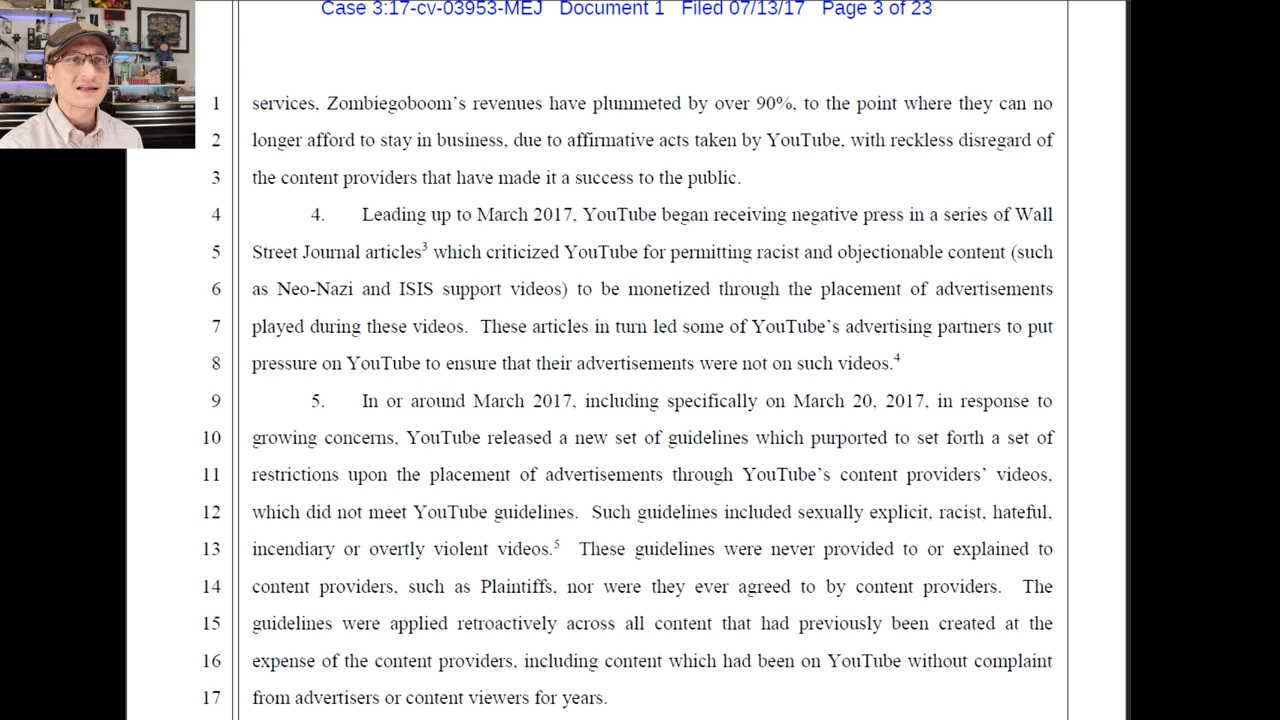 Case 3:17-cv-03953-MEJ Document 1 Filed 07/13/17 Page 3 of 23
1 services, Zombiegoboom’s revenues have plummeted by over 90%, to the point where they can no
2 longer afford to stay in business, due to affirmative acts taken by YouTube, with reckless disregard of
3 the content providers that have made it a success to the public.
4 4. Leading up to March 2017, YouTube began receiving negative press in a series of Wall
5 Street Journal articles³ which criticized YouTube for permitting racist and objectionable content (such
6 as Neo-Nazi and ISIS support videos) to be monetized through the placement of advertisements
7 played during these videos. These articles in turn led some of YouTube’s advertising partners to put
8 pressure on YouTube to ensure that their advertisements were not on such videos.⁴
9 5. In or around March 2017, including specifically on March 20, 2017, in response to
10 growing concerns, YouTube released a new set of guidelines which purported to set forth a set of
11 restrictions upon the placement of advertisements through YouTube’s content providers’ videos,
12 which did not meet YouTube guidelines. Such guidelines included sexually explicit, racist, hateful,
13 incendiary or overtly violent videos.⁵ These guidelines were never provided to or explained to
14 content providers, such as Plaintiffs, nor were they ever agreed to by content providers. The
15 guidelines were applied retroactively across all content that had previously been created at the
16 expense of the content providers, including content which had been on YouTube without complaint
17 from advertisers or content viewers for years.